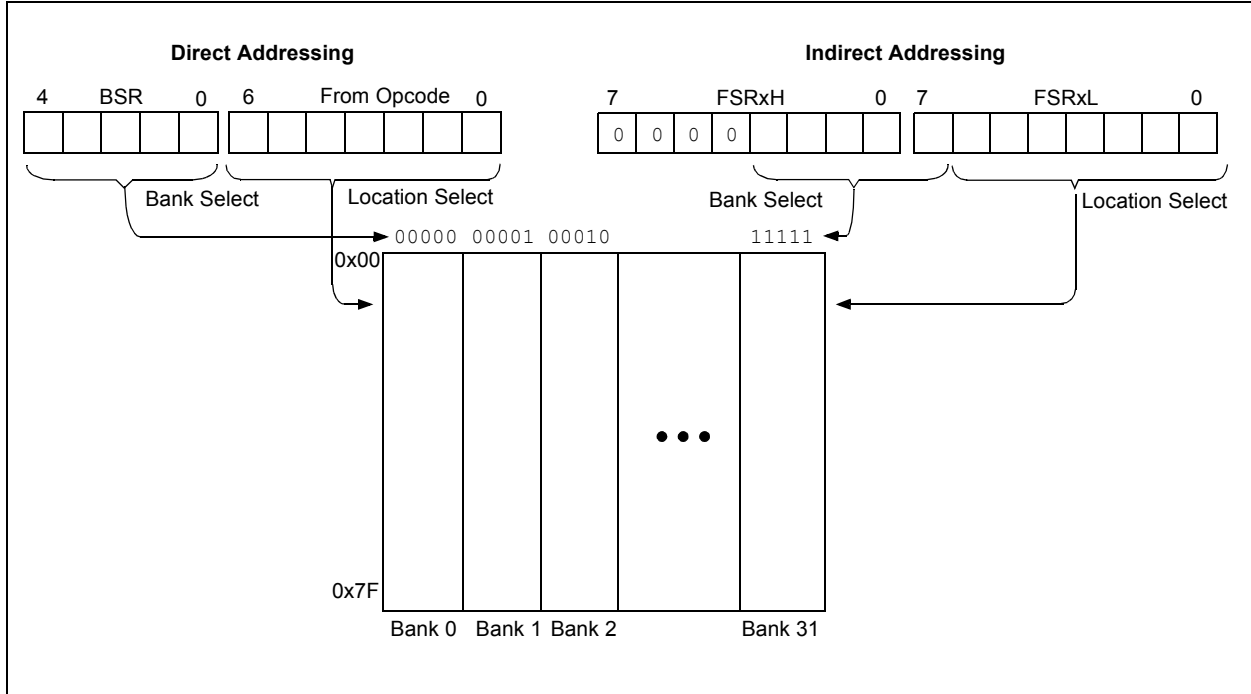 Direct Addressing
Indirect Addressing
4 BSR 0 6 From Opcode 0
7 FSRxH 0 7 FSRxL 0
0 0 0 0
Bank Select Location Select
Bank Select Location Select
00000 00001 00010 11111
0x00
0x7F
Bank 0 Bank 1 Bank 2 Bank 31